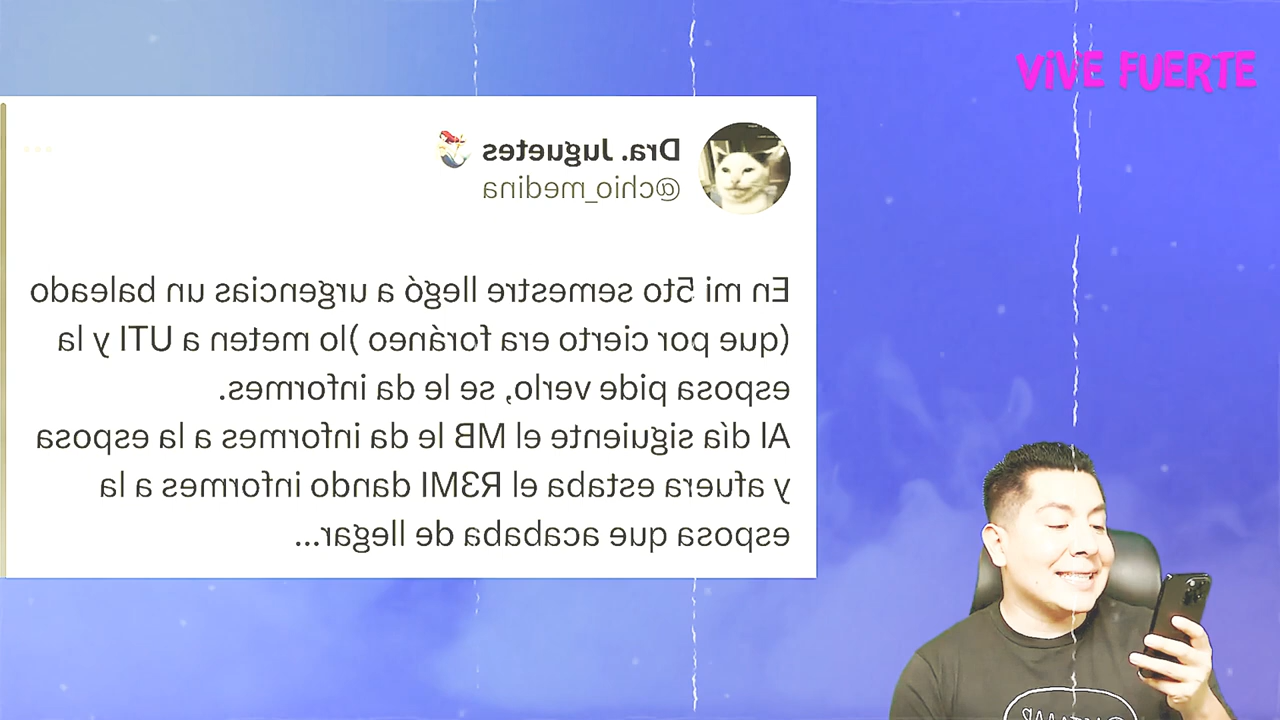 VIVE FUERTE
Dra. Juguetes
@chio_medina
En mi 5to semestre llegó a urgencias un baleado
(que por cierto era foráneo )lo meten a UTI y la
esposa pide verlo, se le da informes.
Al día siguiente el MB le da informes a la esposa
y afuera estaba el R3MI dando informes a la
esposa que acababa de llegar...